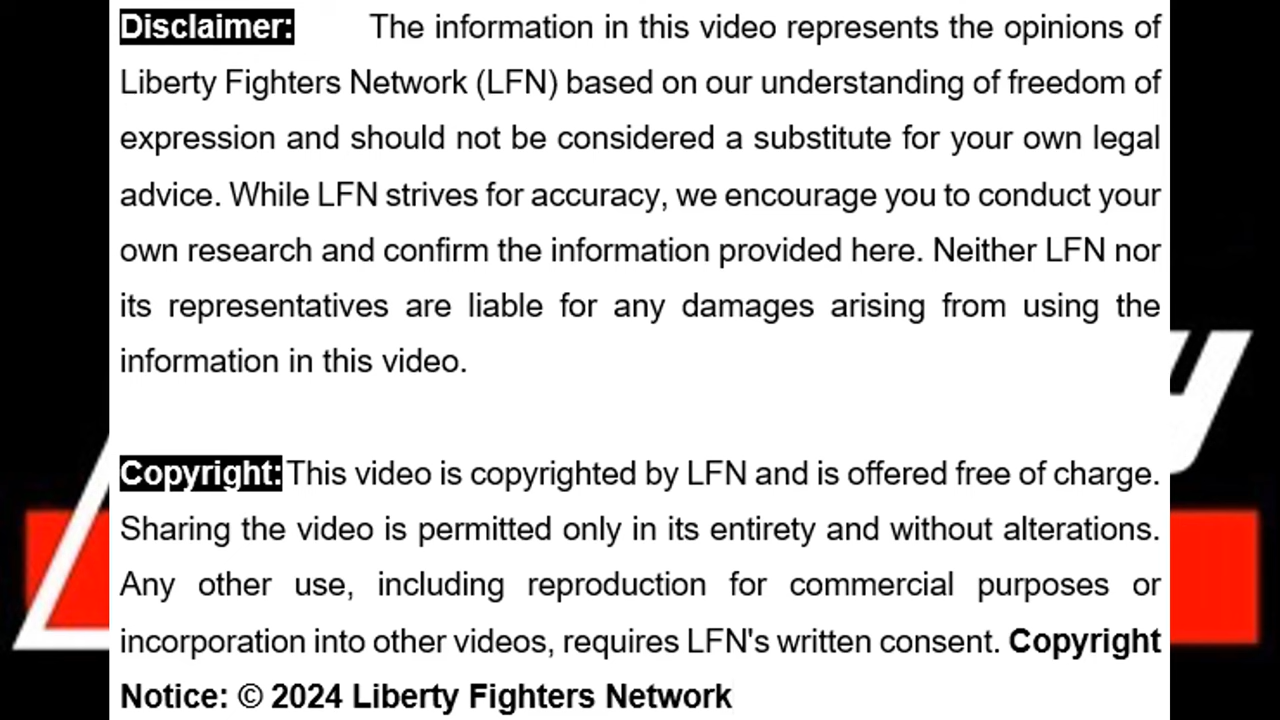 Disclaimer: The information in this video represents the opinions of
Liberty Fighters Network (LFN) based on our understanding of freedom of
expression and should not be considered a substitute for your own legal
advice. While LFN strives for accuracy, we encourage you to conduct your
own research and confirm the information provided here. Neither LFN nor
its representatives are liable for any damages arising from using the
information in this video.
Copyright: This video is copyrighted by LFN and is offered free of charge.
Sharing the video is permitted only in its entirety and without alterations.
Any other use, including reproduction for commercial purposes or
incorporation into other videos, requires LFN's written consent. Copyright
Notice: © 2024 Liberty Fighters Network